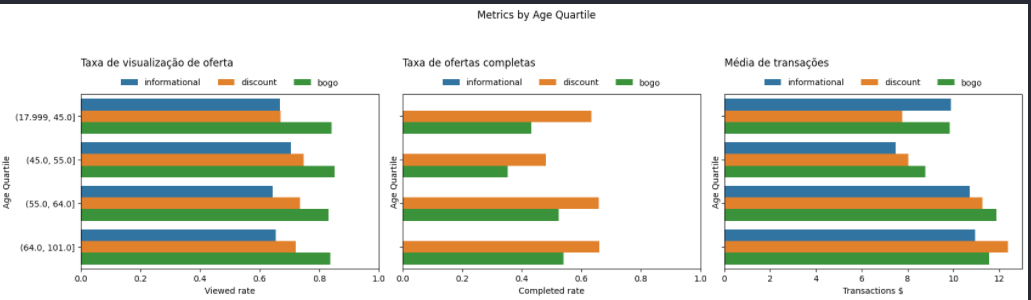 Metrics by Age Quartile
Taxa de visualização de oferta
informational discount bogo
(17.999, 45.0]
(45.0, 55.0]
(55.0, 64.0]
(64.0, 101.0]
Age Quartile
0.0 0.2 0.4 0.6 0.8 1.0
Viewed rate
Taxa de ofertas completas
informational discount bogo
Age Quartile
0.0 0.2 0.4 0.6 0.8 1.0
Completed rate
Média de transações
informational discount bogo
Age Quartile
0 2 4 6 8 10 12
Transactions $